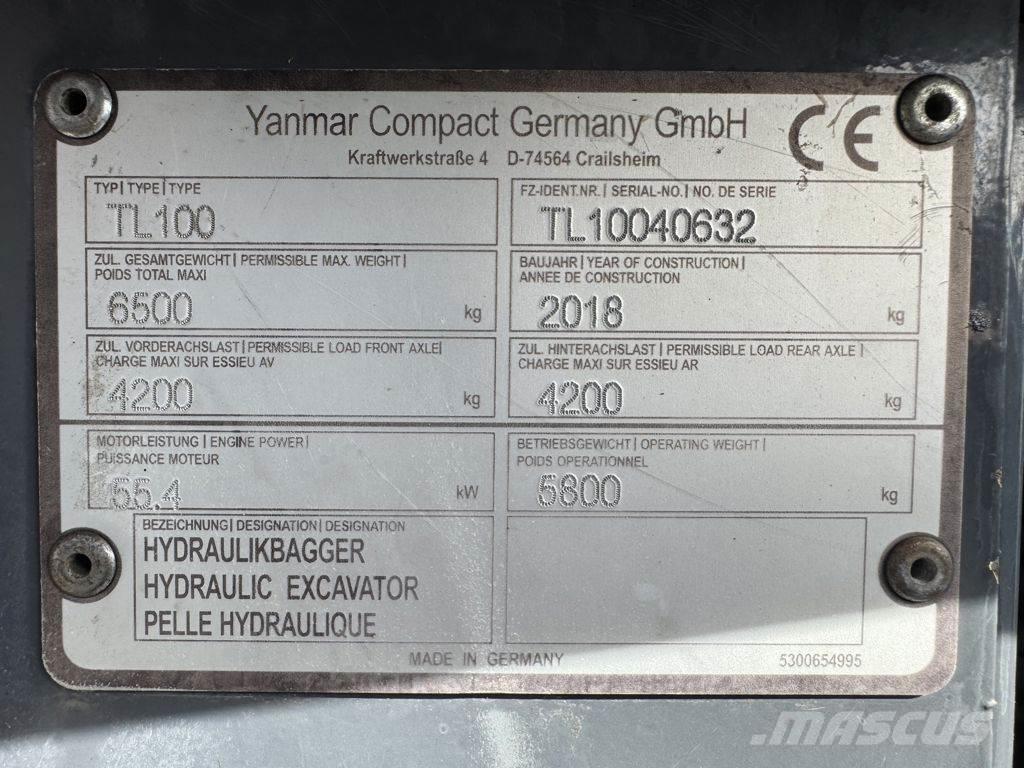 Yanmar Compact Germany GmbH
CE
Kraftwerkstraße 4 D-74564 Crailsheim
TYP | TYPE | TYPE
TL100
FZ-IDENT.NR. | SERIAL-NO. | NO. DE SERIE
TL10040632
ZUL. GESAMTGEWICHT | PERMISSIBLE MAX. WEIGHT |
POIDS TOTAL MAXI
6500 kg
BAUJAHR | YEAR OF CONSTRUCTION |
ANNEE DE CONSTRUCTION
2018 kg
ZUL. VORDERACHSLAST | PERMISSIBLE LOAD FRONT AXLE |
CHARGE MAXI SUR ESSIEU AV
4200 kg
ZUL. HINTERACHSLAST | PERMISSIBLE LOAD REAR AXLE |
CHARGE MAXI SUR ESSIEU AR
4200 kg
MOTORLEISTUNG | ENGINE POWER |
PUISSANCE MOTEUR
55.4 kW
BETRIEBSGEWICHT | OPERATING WEIGHT |
POIDS OPERATIONNEL
5800 kg
BEZEICHNUNG | DESIGNATION | DESIGNATION
HYDRAULIKBAGGER
HYDRAULIC EXCAVATOR
PELLE HYDRAULIQUE
MADE IN GERMANY
5300654995
MASCUS